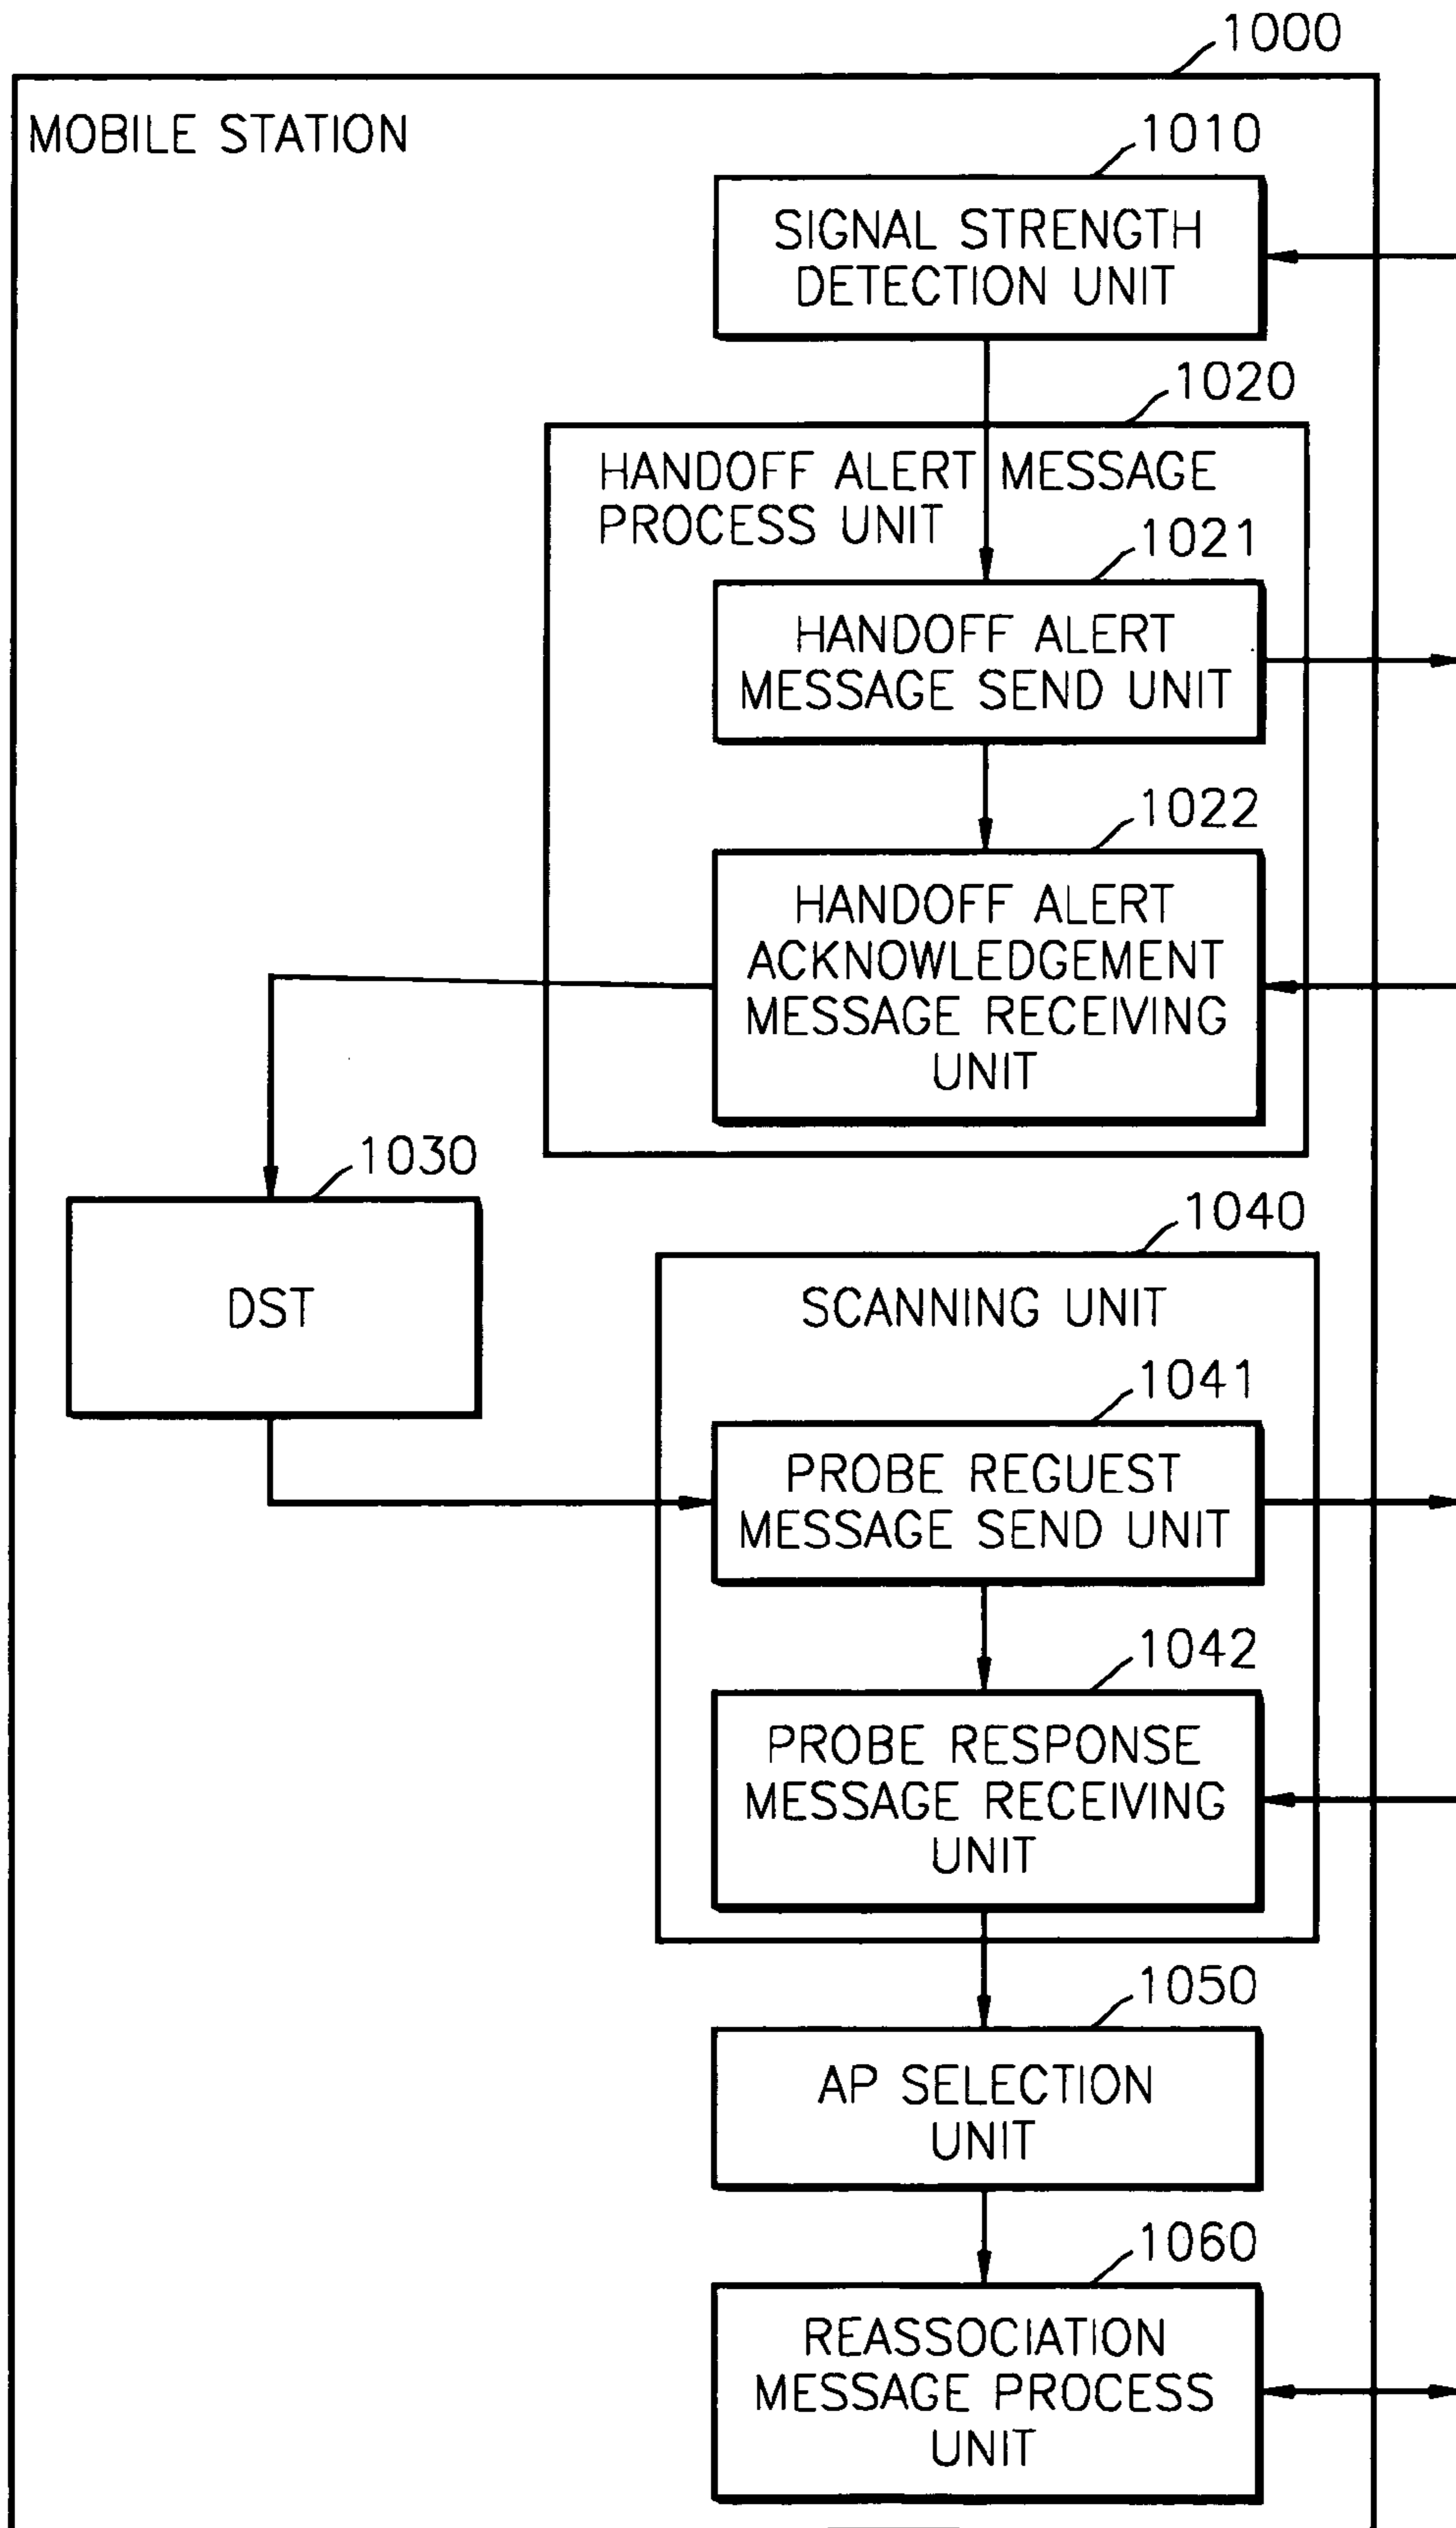 1000
MOBILE STATION
1010
SIGNAL STRENGTH
DETECTION UNIT
1020
HANDOFF ALERT MESSAGE
PROCESS UNIT
1021
HANDOFF ALERT
MESSAGE SEND UNIT
1022
HANDOFF ALERT
ACKNOWLEDGEMENT
MESSAGE RECEIVING
UNIT
1030
DST
1040
SCANNING UNIT
1041
PROBE REGUEST
MESSAGE SEND UNIT
1042
PROBE RESPONSE
MESSAGE RECEIVING
UNIT
1050
AP SELECTION
UNIT
1060
REASSOCIATION
MESSAGE PROCESS
UNIT